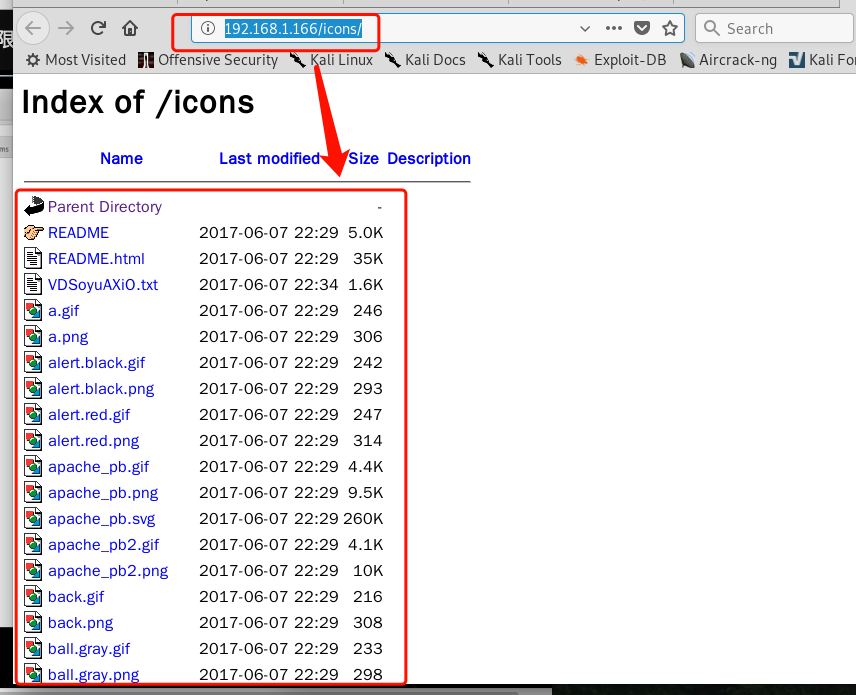 192.168.1.166/icons/
Search
Most Visited Offensive Security Kali Linux Kali Docs Kali Tools Exploit-DB Aircrack-ng Kali For
限
ms
Index of /icons
Name Last modified Size Description
Parent Directory -
README 2017-06-07 22:29 5.0K
README.html 2017-06-07 22:29 35K
VDSoyuAXiO.txt 2017-06-07 22:34 1.6K
a.gif 2017-06-07 22:29 246
a.png 2017-06-07 22:29 306
alert.black.gif 2017-06-07 22:29 242
alert.black.png 2017-06-07 22:29 293
alert.red.gif 2017-06-07 22:29 247
alert.red.png 2017-06-07 22:29 314
apache_pb.gif 2017-06-07 22:29 4.4K
apache_pb.png 2017-06-07 22:29 9.5K
apache_pb.svg 2017-06-07 22:29 260K
apache_pb2.gif 2017-06-07 22:29 4.1K
apache_pb2.png 2017-06-07 22:29 10K
back.gif 2017-06-07 22:29 216
back.png 2017-06-07 22:29 308
ball.gray.gif 2017-06-07 22:29 233
ball.gray.png 2017-06-07 22:29 298